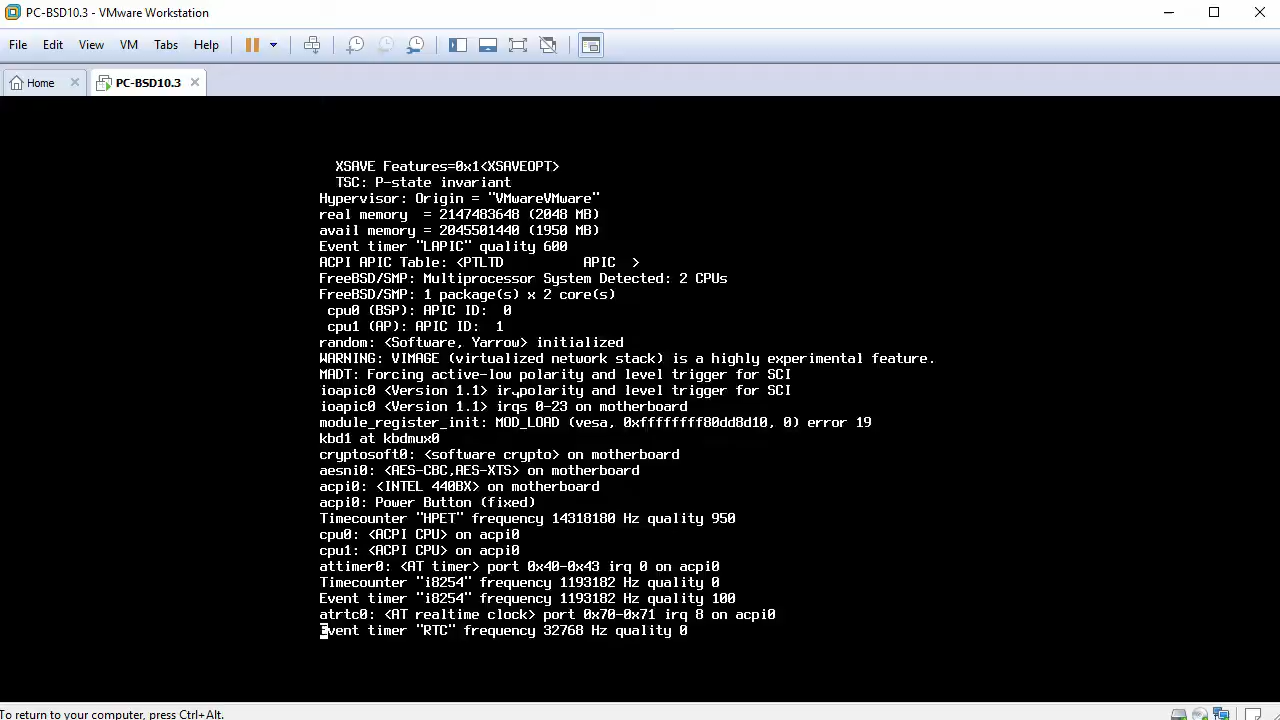 PC-BSD10.3 - VMware Workstation
File Edit View VM Tabs Help
Home PC-BSD10.3
XSAVE Features=0x1<XSAVEOPT>
TSC: P-state invariant
Hypervisor: Origin = "VMwareVMware"
real memory  = 2147483648 (2048 MB)
avail memory = 2045501440 (1950 MB)
Event timer "LAPIC" quality 600
ACPI APIC Table: <PTLTD          APIC  >
FreeBSD/SMP: Multiprocessor System Detected: 2 CPUs
FreeBSD/SMP: 1 package(s) x 2 core(s)
cpu0 (BSP): APIC ID:  0
cpu1 (AP): APIC ID:  1
random: <Software, Yarrow> initialized
WARNING: VIMAGE (virtualized network stack) is a highly experimental feature.
MADT: Forcing active-low polarity and level trigger for SCI
ioapic0 <Version 1.1> irqpolarity and level trigger for SCI
ioapic0 <Version 1.1> irqs 0-23 on motherboard
module_register_init: MOD_LOAD (vesa, 0xffffffff80dd8d10, 0) error 19
kbd1 at kbdmux0
cryptosoft0: <software crypto> on motherboard
aesni0: <AES-CBC,AES-XTS> on motherboard
acpi0: <INTEL 440BX> on motherboard
acpi0: Power Button (fixed)
Timecounter "HPET" frequency 14318180 Hz quality 950
cpu0: <ACPI CPU> on acpi0
cpu1: <ACPI CPU> on acpi0
attimer0: <AT timer> port 0x40-0x43 irq 0 on acpi0
Timecounter "i8254" frequency 1193182 Hz quality 0
Event timer "i8254" frequency 1193182 Hz quality 100
atrtc0: <AT realtime clock> port 0x70-0x71 irq 8 on acpi0
Event timer "RTC" frequency 32768 Hz quality 0
To return to your computer, press Ctrl+Alt.